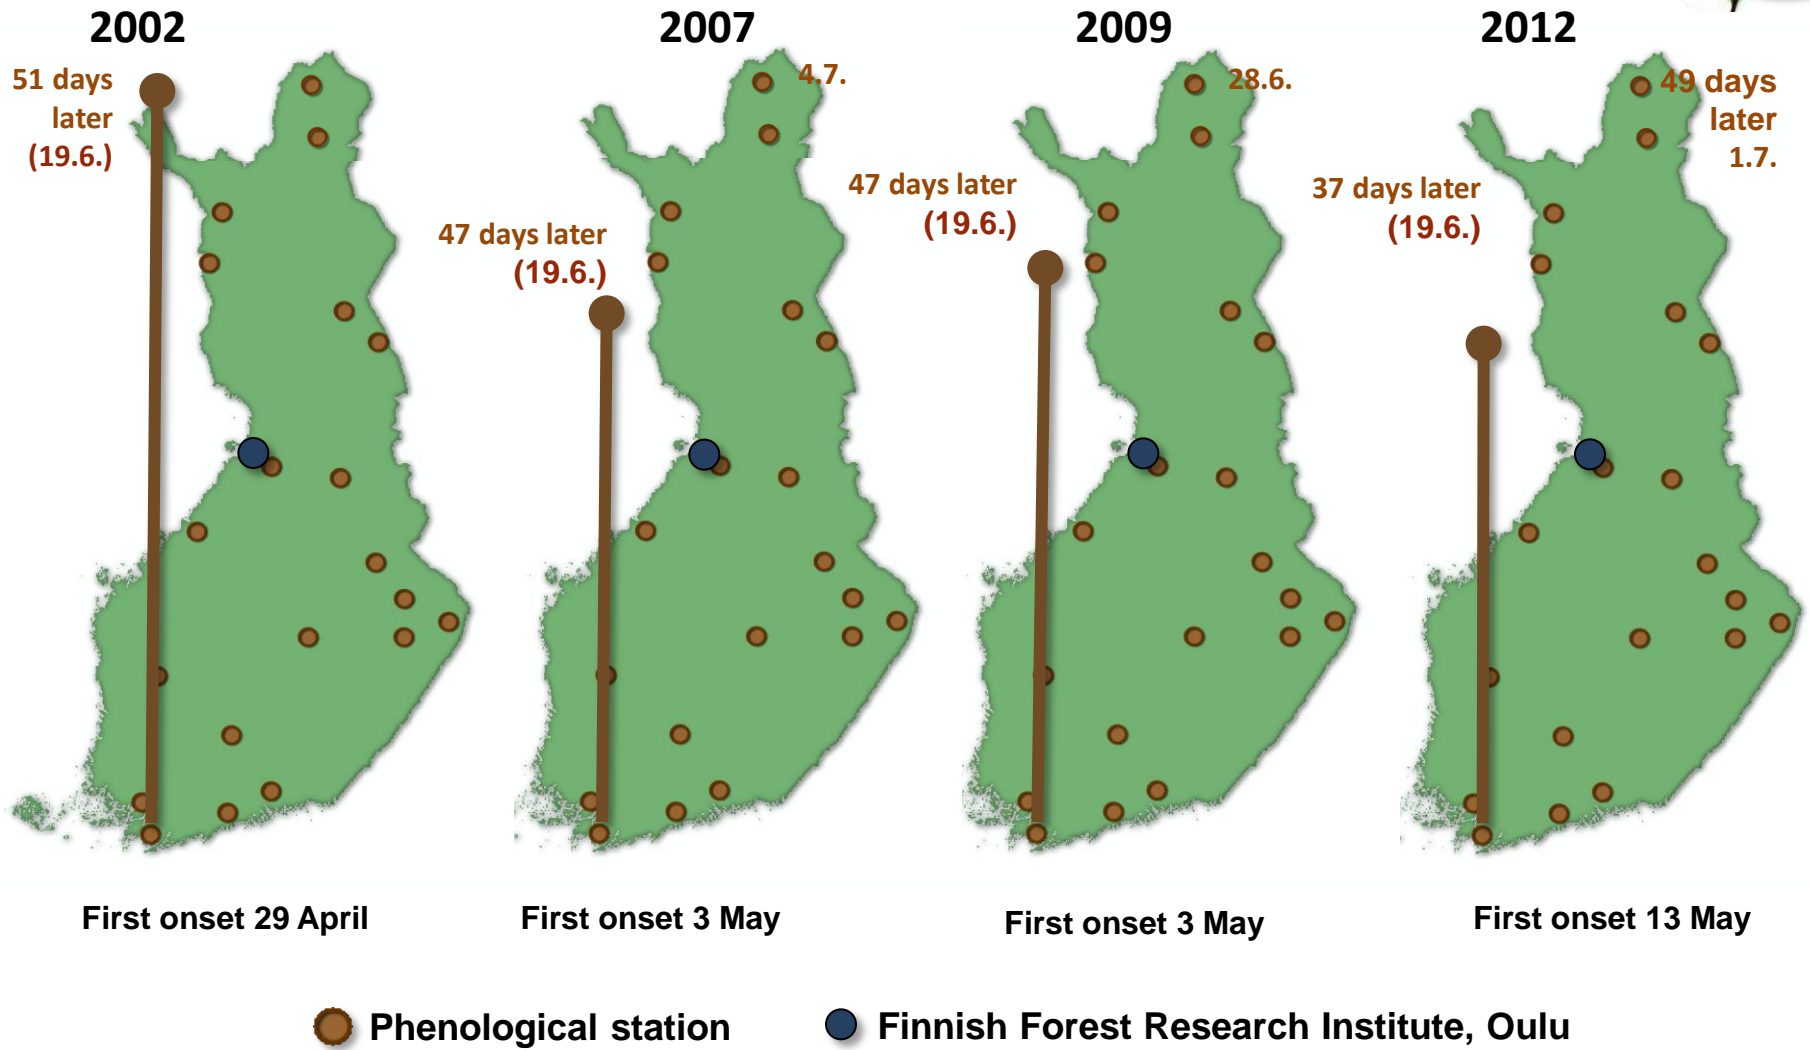 2002
2007
2009
2012
51 days
later
(19.6.)
4.7.
47 days later
(19.6.)
28.6.
47 days later
(19.6.)
49 days
later
1.7.
37 days later
(19.6.)
First onset 29 April
First onset 3 May
First onset 3 May
First onset 13 May
Phenological station
Finnish Forest Research Institute, Oulu